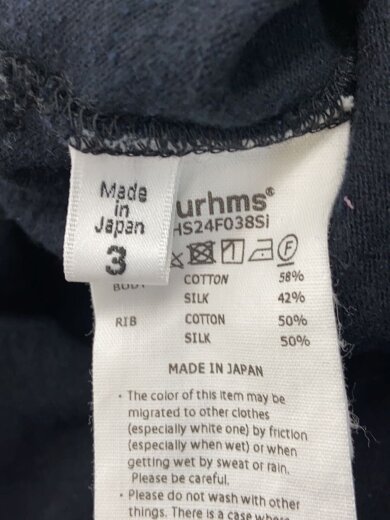 Made
in
Japan
3
urhms®
HS24F038Si
BODY COTTON 58%
SILK 42%
RIB COTTON 50%
SILK 50%
MADE IN JAPAN
• The color of this item may be
migrated to other clothes
(especially white one) by friction
(especially when wet) or when
getting wet by sweat or rain.
Please be careful.
• Please do not wash with other
things. There is a case where